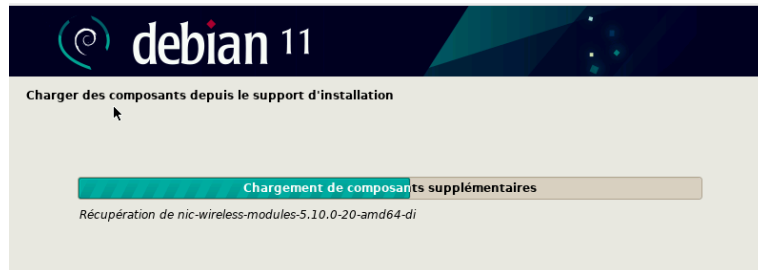 debian 11
Charger des composants depuis le support d'installation
Chargement de composants supplémentaires
Récupération de nic-wireless-modules-5.10.0-20-amd64-di